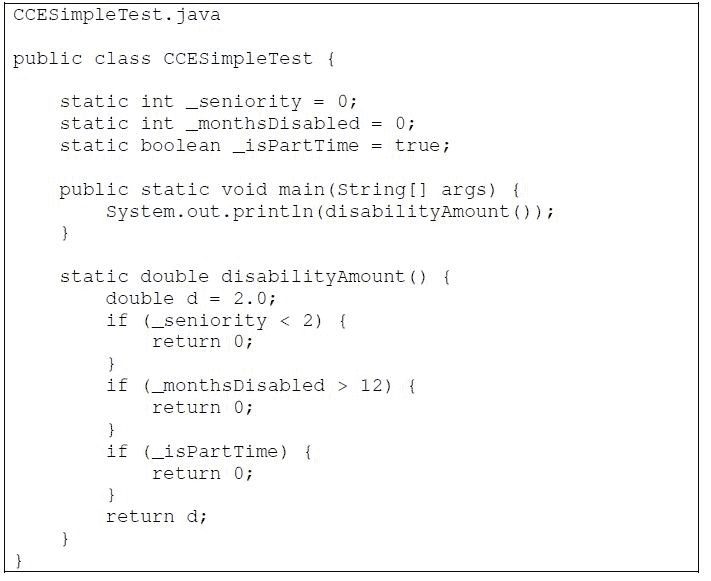 CCESimpleTest.java
public class CCESimpleTest {
static int _seniority = 0;
static int _monthsDisabled = 0;
static boolean _isPartTime = true;
public static void main(String[] args) {
System.out.println(disabilityAmount());
}
static double disabilityAmount() {
double d = 2.0;
if (_seniority < 2) {
return 0;
}
if (_monthsDisabled > 12) {
return 0;
}
if (_isPartTime) {
return 0;
}
return d;
}
}